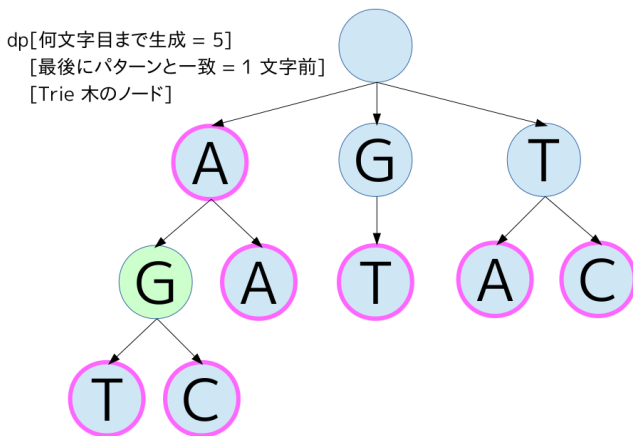 dp[何文字目まで生成 = 5]
[最後にパターンと一致 = 1 文字前]
[Trie 木のノード]
A G T
G A T A C
T C